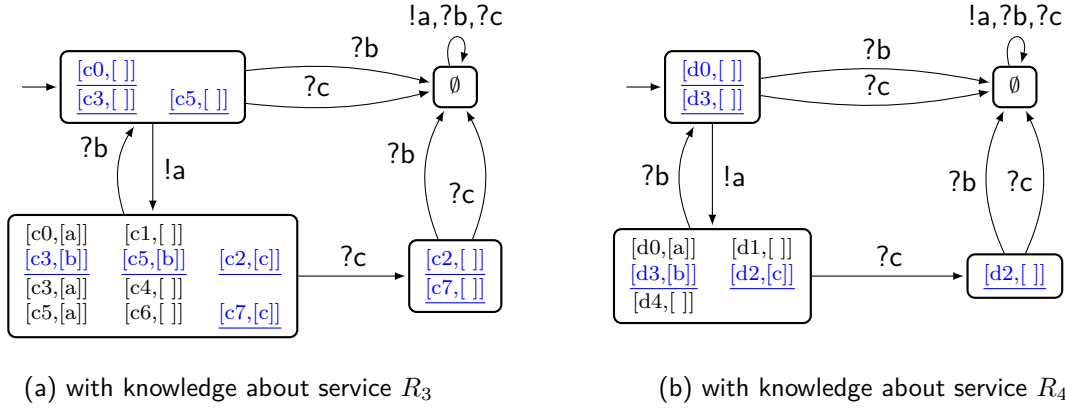 !a,?b,?c
[c0,[ ]]
[c3,[ ]] [c5,[ ]]
?b
?c
∅
?b
!a
?b
?c
[c0,[a]] [c1,[ ]]
[c3,[b]] [c5,[b]] [c2,[c]]
[c3,[a]] [c4,[ ]]
[c5,[a]] [c6,[ ]] [c7,[c]]
?c
[c2,[ ]]
[c7,[ ]]
(a) with knowledge about service R3
!a,?b,?c
[d0,[ ]]
[d3,[ ]]
?b
?c
∅
?b
!a
?b
?c
[d0,[a]] [d1,[ ]]
[d3,[b]] [d2,[c]]
[d4,[ ]]
?c
[d2,[ ]]
(b) with knowledge about service R4